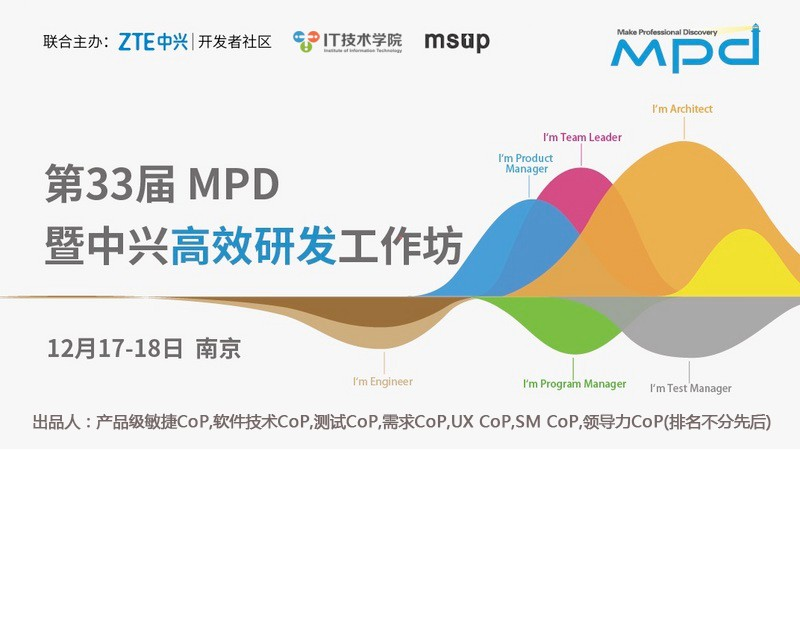 联合主办: ZTE中兴|开发者社区 IT技术学院 msup
Institute of Information Technology
Make Professional Discovery
mpd
I'm Architect
I'm Team Leader
I'm Product
Manager
第33届 MPD
暨中兴高效研发工作坊
12月17-18日 南京
I'm Engineer
I'm Program Manager
I'm Test Manager
出品人：产品级敏捷CoP,软件技术CoP,测试CoP,需求CoP,UX CoP,SM CoP,领导力CoP(排名不分先后)